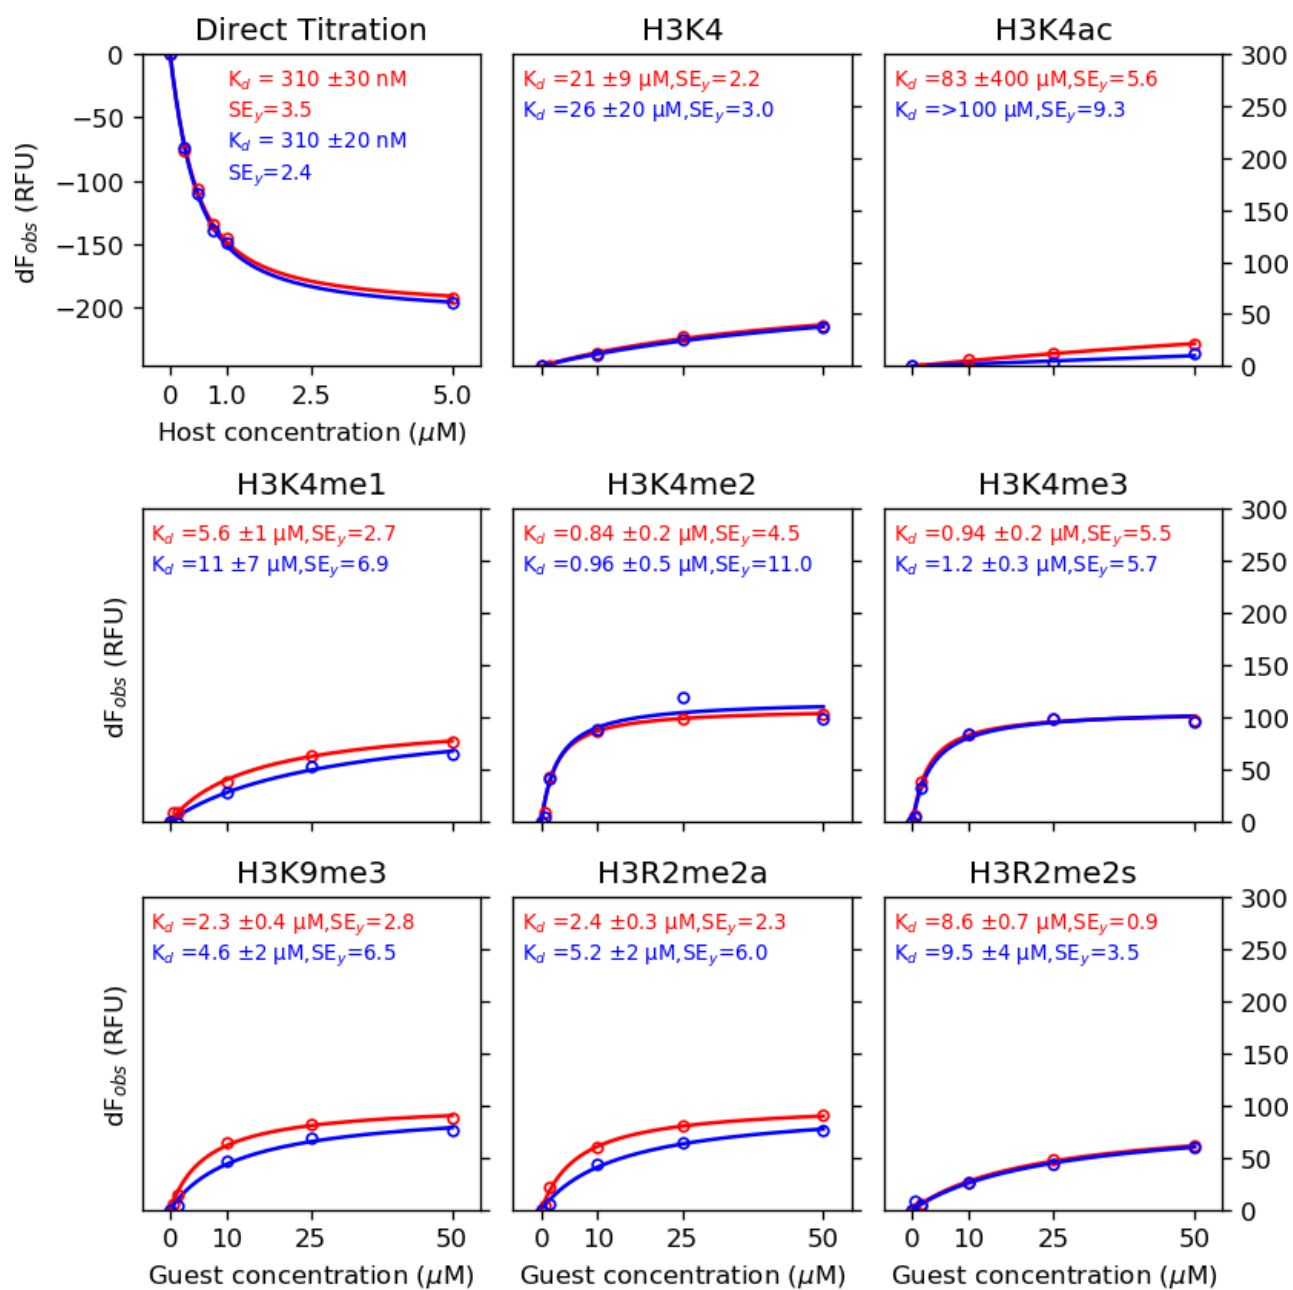 Direct Titration
H3K4
H3K4ac
K_d = 310 ±30 nM
SE_y=3.5
K_d = 310 ±20 nM
SE_y=2.4
K_d =21 ±9 µM,SE_y=2.2
K_d =26 ±20 µM,SE_y=3.0
K_d =83 ±400 µM,SE_y=5.6
K_d =>100 µM,SE_y=9.3
dF_obs (RFU)
0
−50
−100
−150
−200
300
250
200
150
100
50
0
0 1.0 2.5 5.0
Host concentration (µM)
H3K4me1
H3K4me2
H3K4me3
K_d =5.6 ±1 µM,SE_y=2.7
K_d =11 ±7 µM,SE_y=6.9
K_d =0.84 ±0.2 µM,SE_y=4.5
K_d =0.96 ±0.5 µM,SE_y=11.0
K_d =0.94 ±0.2 µM,SE_y=5.5
K_d =1.2 ±0.3 µM,SE_y=5.7
dF_obs (RFU)
300
250
200
150
100
50
0
H3K9me3
H3R2me2a
H3R2me2s
K_d =2.3 ±0.4 µM,SE_y=2.8
K_d =4.6 ±2 µM,SE_y=6.5
K_d =2.4 ±0.3 µM,SE_y=2.3
K_d =5.2 ±2 µM,SE_y=6.0
K_d =8.6 ±0.7 µM,SE_y=0.9
K_d =9.5 ±4 µM,SE_y=3.5
dF_obs (RFU)
300
250
200
150
100
50
0
0 10 25 50
0 10 25 50
0 10 25 50
Guest concentration (µM)
Guest concentration (µM)
Guest concentration (µM)